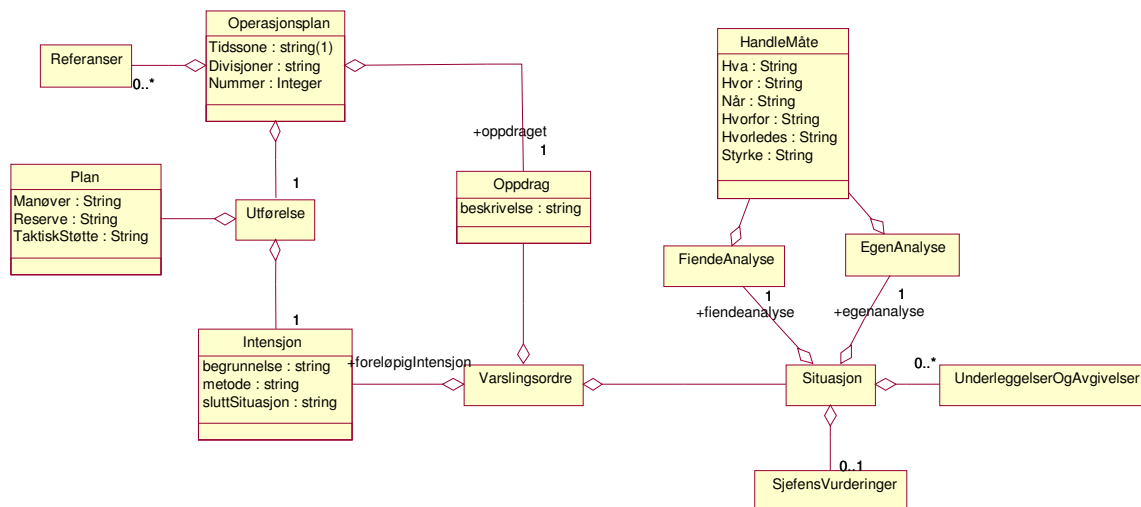 Operasjonsplan
Tidssone : string(1)
Divisjoner : string
Nummer : Integer
Referanser
0..*
HandleMåte
Hva : String
Hvor : String
Når : String
Hvorfor : String
Hvorledes : String
Styrke : String
+oppdraget
1
Plan
Manøver : String
Reserve : String
TaktiskStøtte : String
1
Utførelse
Oppdrag
beskrivelse : string
FiendeAnalyse
EgenAnalyse
1
+fiendeanalyse
1
+egenanalyse
1
Intensjon
begrunnelse : string
metode : string
sluttSituasjon : string
+foreløpigIntensjon
Varslingsordre
Situasjon
0..*
UnderleggelserOgAvgivelser
0..1
SjefensVurderinger